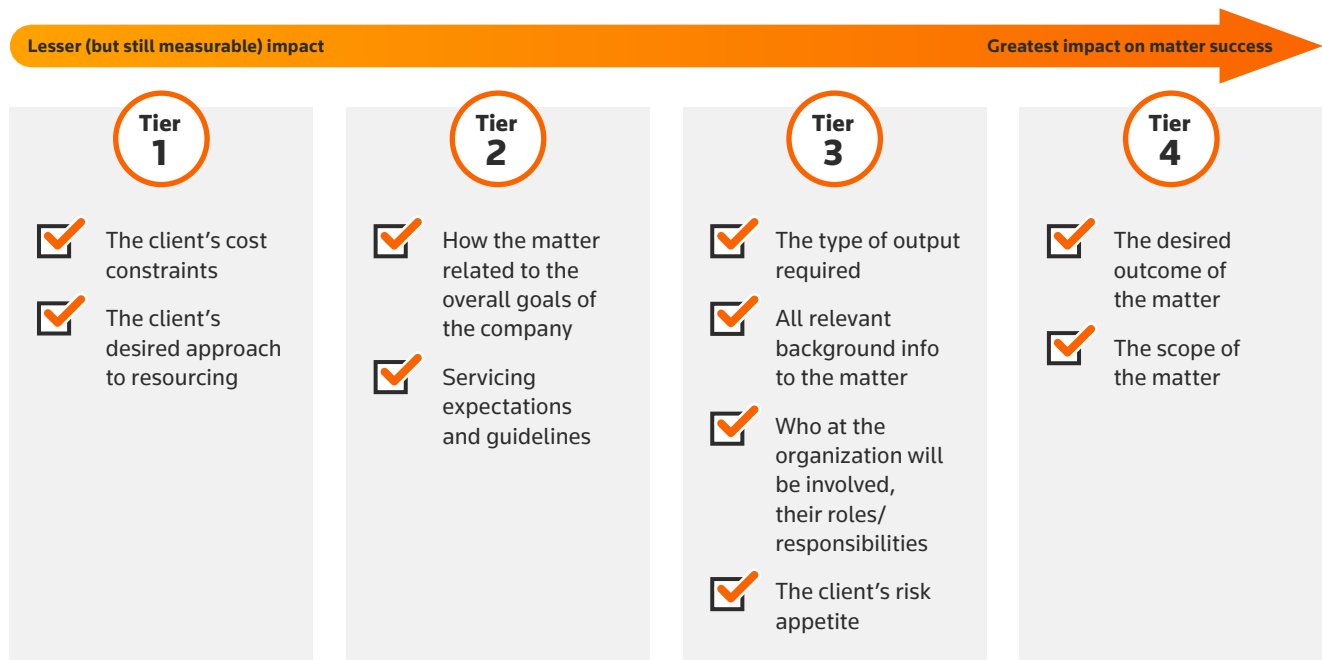 Lesser (but still measurable) impact
Greatest impact on matter success
Tier
1
The client's cost
constraints
The client's
desired approach
to resourcing
Tier
2
How the matter
related to the
overall goals of
the company
Servicing
expectations
and guidelines
Tier
3
The type of output
required
All relevant
background info
to the matter
Who at the
organization will
be involved,
their roles/
responsibilities
The client's risk
appetite
Tier
4
The desired
outcome of
the matter
The scope of
the matter